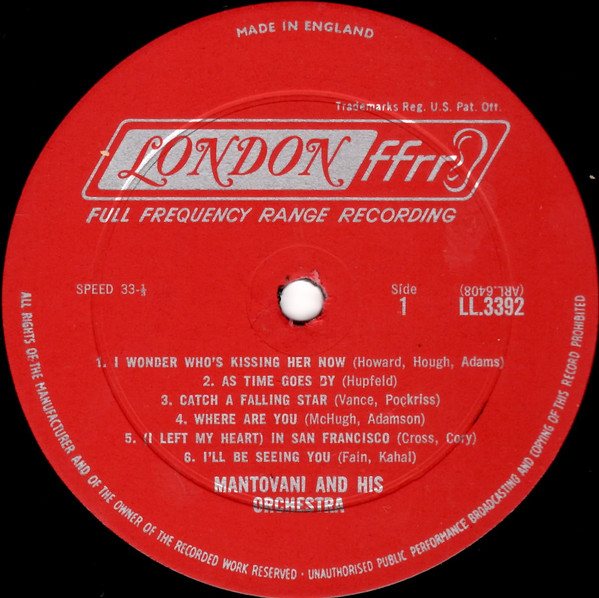 MADE IN ENGLAND
Trademarks Reg. U.S. Pat. Off.
LONDON ffrr
FULL FREQUENCY RANGE RECORDING
SPEED 33-⅓
Side
1
(ARL.6408)
LL.3392
1. I WONDER WHO'S KISSING HER NOW (Howard, Hough, Adams)
2. AS TIME GOES BY (Hupfeld)
3. CATCH A FALLING STAR (Vance, Pockriss)
4. WHERE ARE YOU (McHugh, Adamson)
5. (I LEFT MY HEART) IN SAN FRANCISCO (Cross, Cory)
6. I'LL BE SEEING YOU (Fain, Kahal)
MANTOVANI AND HIS
ORCHESTRA
ALL RIGHTS OF THE MANUFACTURER AND OF THE OWNER OF THE RECORDED WORK RESERVED · UNAUTHORISED PUBLIC PERFORMANCE BROADCASTING AND COPYING OF THIS RECORD PROHIBITED